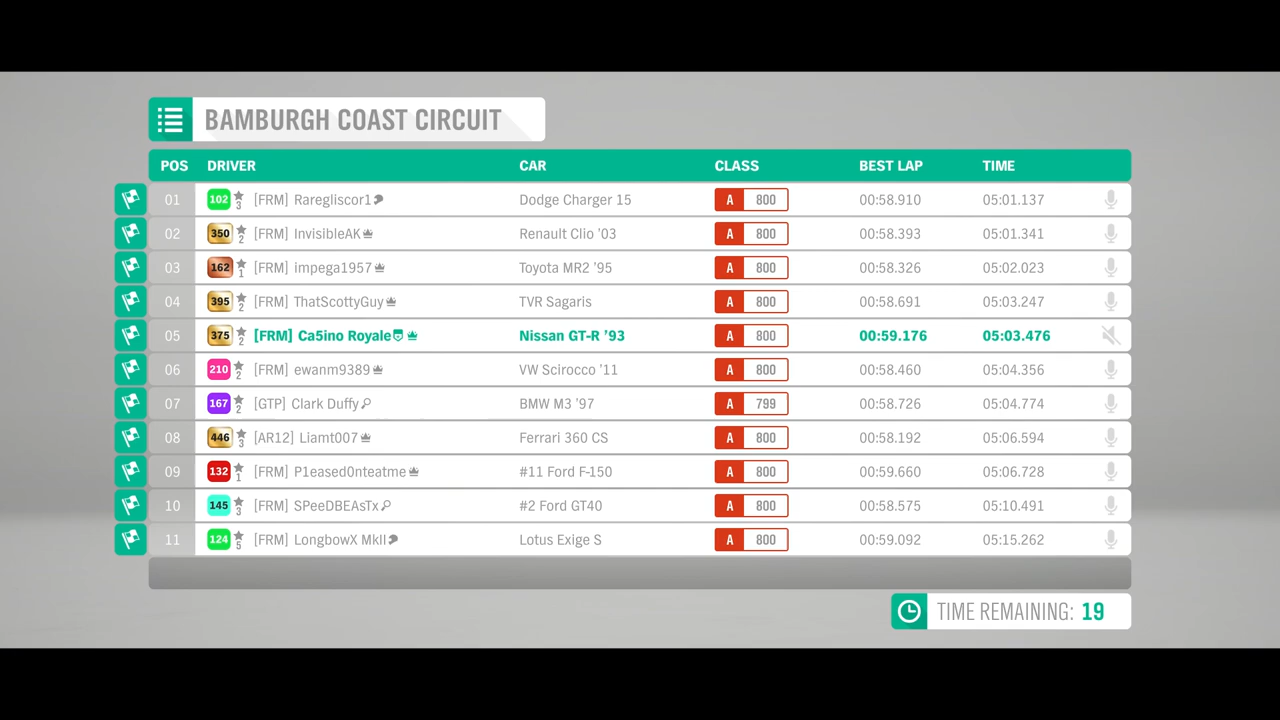 BAMBURGH COAST CIRCUIT
POS DRIVER CAR CLASS BEST LAP TIME
01 102 3 [FRM] Raregliscor1 Dodge Charger 15 A 800 00:58.910 05:01.137
02 350 2 [FRM] InvisibleAK Renault Clio '03 A 800 00:58.393 05:01.341
03 162 1 [FRM] impega1957 Toyota MR2 '95 A 800 00:58.326 05:02.023
04 395 2 [FRM] ThatScottyGuy TVR Sagaris A 800 00:58.691 05:03.247
05 375 2 [FRM] Ca5ino Royale Nissan GT-R '93 A 800 00:59.176 05:03.476
06 210 2 [FRM] ewanm9389 VW Scirocco '11 A 800 00:58.460 05:04.356
07 167 2 [GTP] Clark Duffy BMW M3 '97 A 799 00:58.726 05:04.774
08 446 3 [AR12] Liamt007 Ferrari 360 CS A 800 00:58.192 05:06.594
09 132 1 [FRM] P1eased0nteatme #11 Ford F-150 A 800 00:59.660 05:06.728
10 145 3 [FRM] SPeeDBEAsTx #2 Ford GT40 A 800 00:58.575 05:10.491
11 124 5 [FRM] LongbowX MkII Lotus Exige S A 800 00:59.092 05:15.262
TIME REMAINING: 19